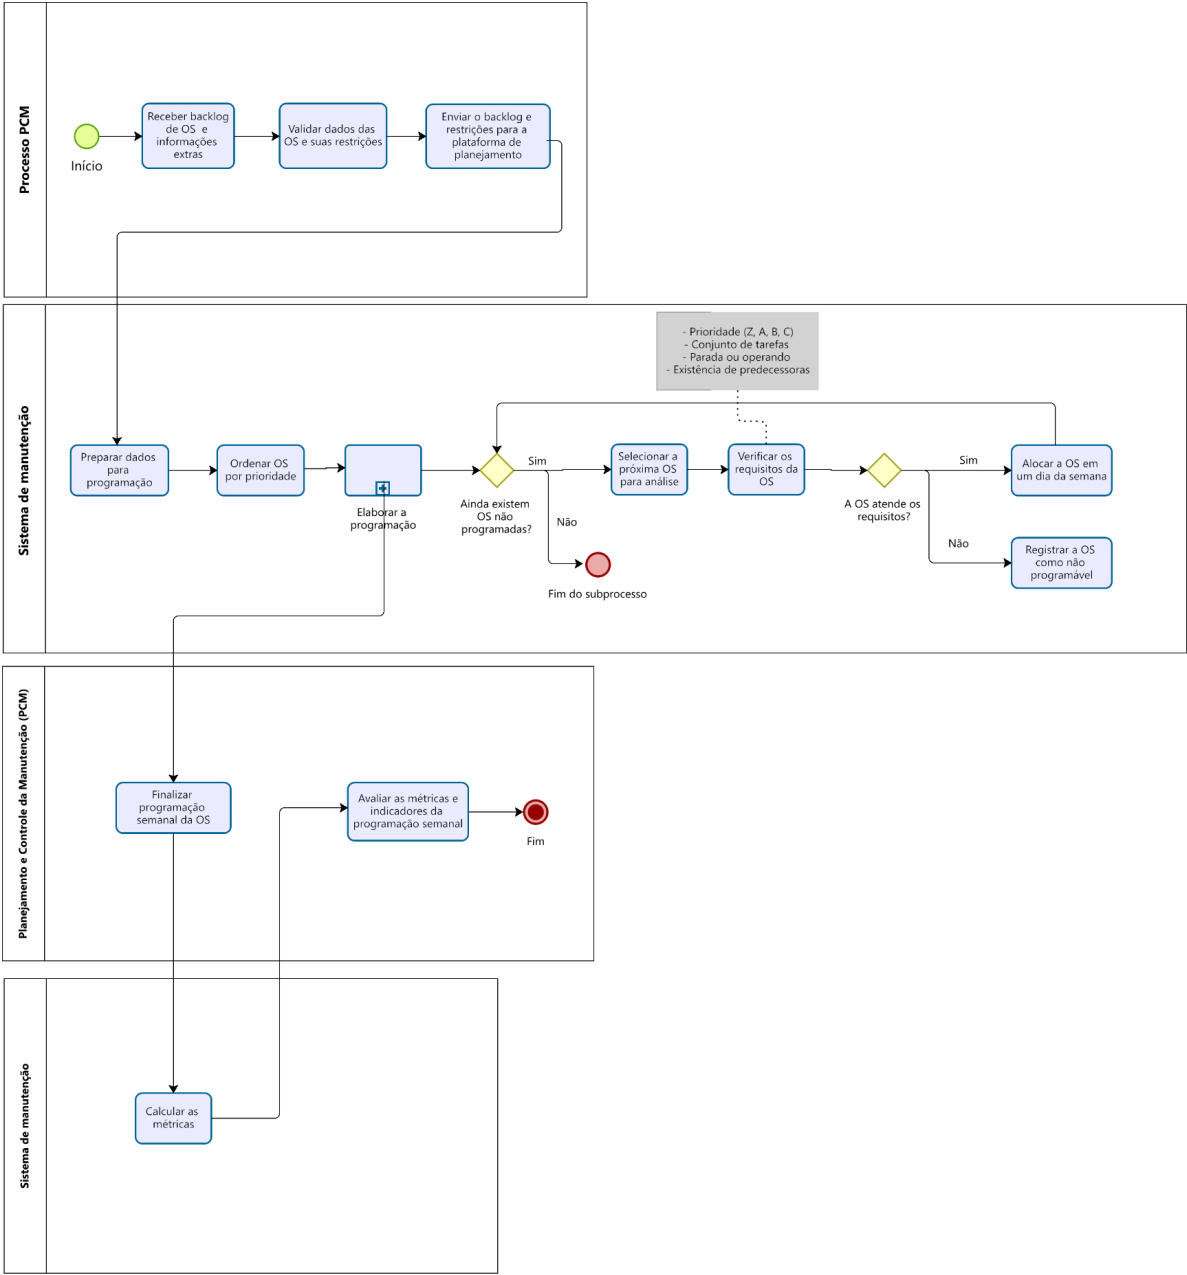 Processo PCM
Início
Receber backlog
de OS e
informações
extras
Validar dados das
OS e suas restrições
Enviar o backlog e
restrições para a
plataforma de
planejamento
Sistema de manutenção
- Prioridade (Z, A, B, C)
- Conjunto de tarefas
- Parada ou operando
- Existência de predecessoras
Preparar dados
para
programação
Ordenar OS
por prioridade
Elaborar a
programação
Ainda existem
OS não
programadas?
Sim
Não
Fim do subprocesso
Selecionar a
próxima OS
para análise
Verificar os
requisitos da
OS
A OS atende os
requisitos?
Sim
Não
Alocar a OS em
um dia da semana
Registrar a OS
como não
programável
Planejamento e Controle da Manutenção (PCM)
Finalizar
programação
semanal da OS
Avaliar as métricas e
indicadores da
programação semanal
Fim
Sistema de manutenção
Calcular as
métricas